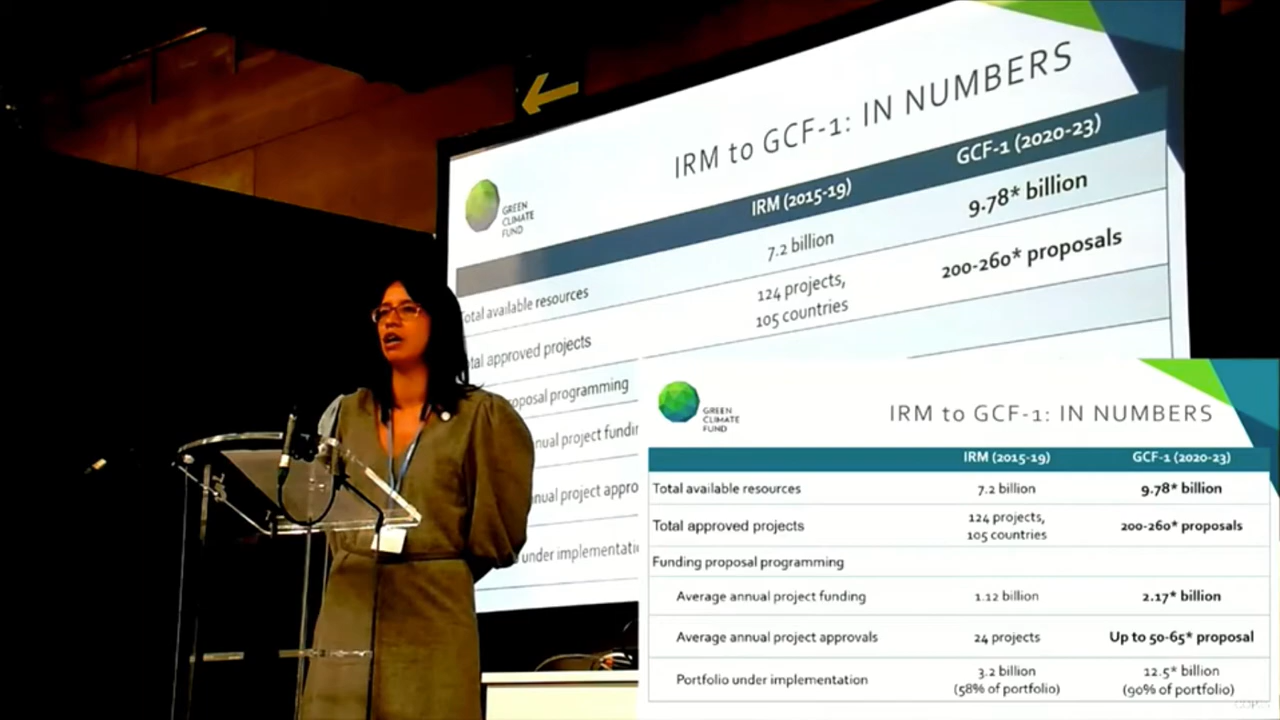 IRM to GCF-1: IN NUMBERS
GREEN
CLIMATE
FUND
IRM (2015-19) GCF-1 (2020-23)
Total available resources 7.2 billion 9.78* billion
tal approved projects 124 projects, 105 countries 200-260* proposals
oposal programming
nual project fundin
nual project appro
under implementati
GREEN
CLIMATE
FUND
IRM to GCF-1: IN NUMBERS
IRM (2015-19) GCF-1 (2020-23)
Total available resources 7.2 billion 9.78* billion
Total approved projects 124 projects, 105 countries 200-260* proposals
Funding proposal programming
Average annual project funding 1.12 billion 2.17* billion
Average annual project approvals 24 projects Up to 50-65* proposal
Portfolio under implementation 3.2 billion (58% of portfolio) 12.5* billion (90% of portfolio)